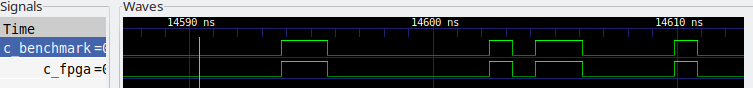 Signals Waves
Time 14590 ns 14600 ns 14610 ns
c_benchmark=0
c_fpga=0